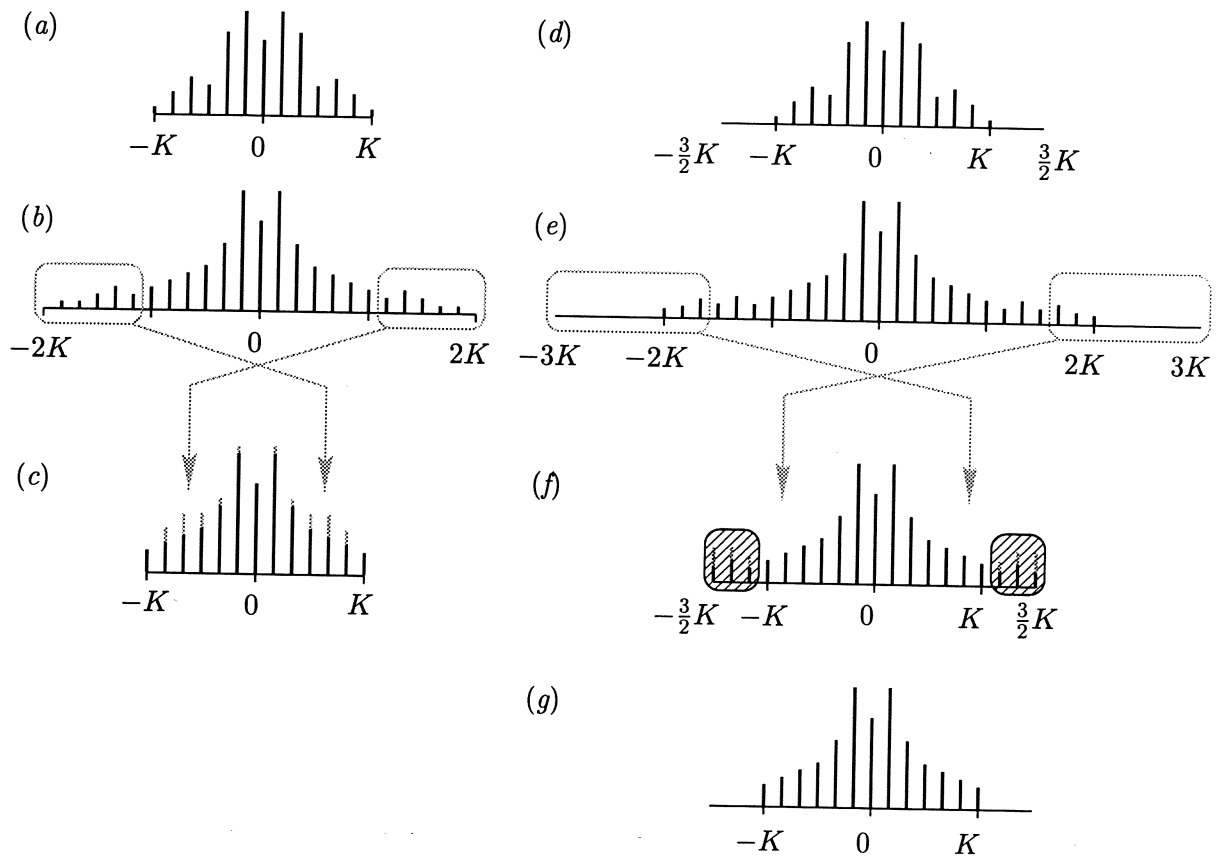 (a)
−K 0 K
(b)
−2K 0 2K
(c)
−K 0 K
(d)
−3/2K −K 0 K 3/2K
(e)
−3K −2K 0 2K 3K
(f)
−3/2K −K 0 K 3/2K
(g)
−K 0 K